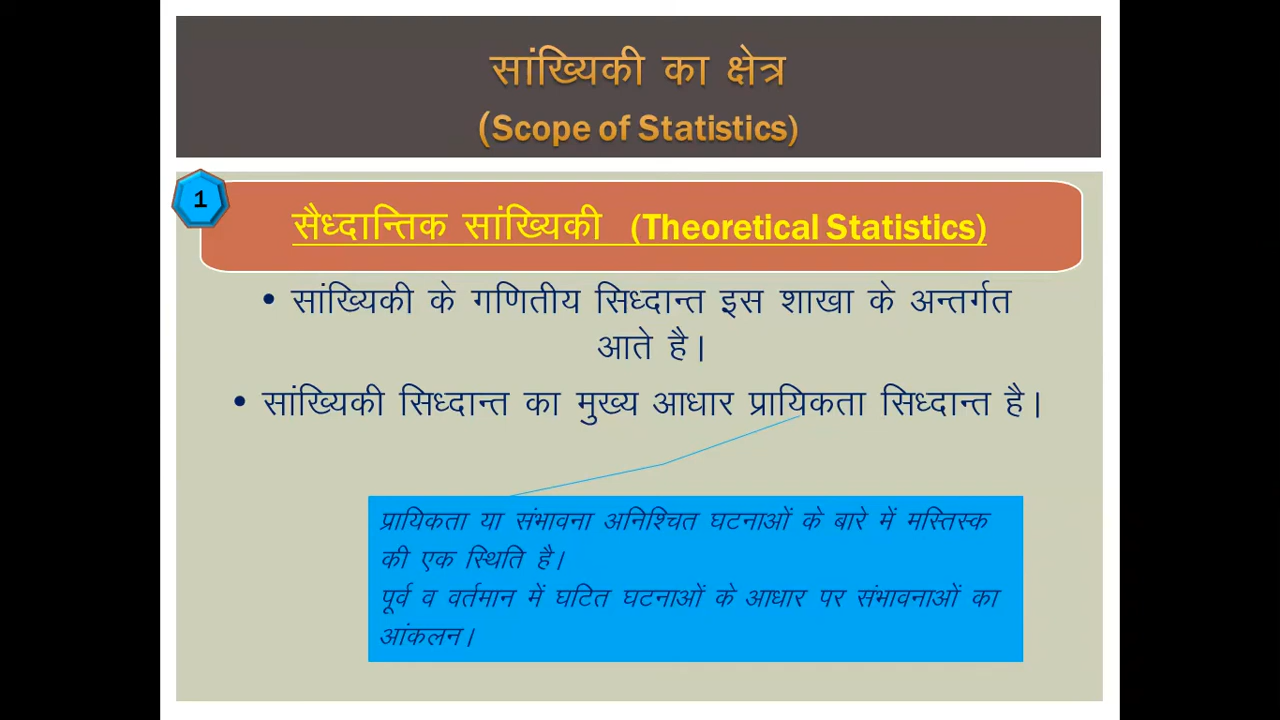 सांख्यिकी का क्षेत्र
(Scope of Statistics)
1
सैध्दान्तिक सांख्यिकी (Theoretical Statistics)
• सांख्यिकी के गणितीय सिध्दान्त इस शाखा के अन्तर्गत
आते है।
• सांख्यिकी सिध्दान्त का मुख्य आधार प्रायिकता सिध्दान्त है।
प्रायिकता या संभावना अनिश्चित घटनाओं के बारे में मस्तिस्क
की एक स्थिति है।
पूर्व व वर्तमान में घटित घटनाओं के आधार पर संभावनाओं का
आंकलन।